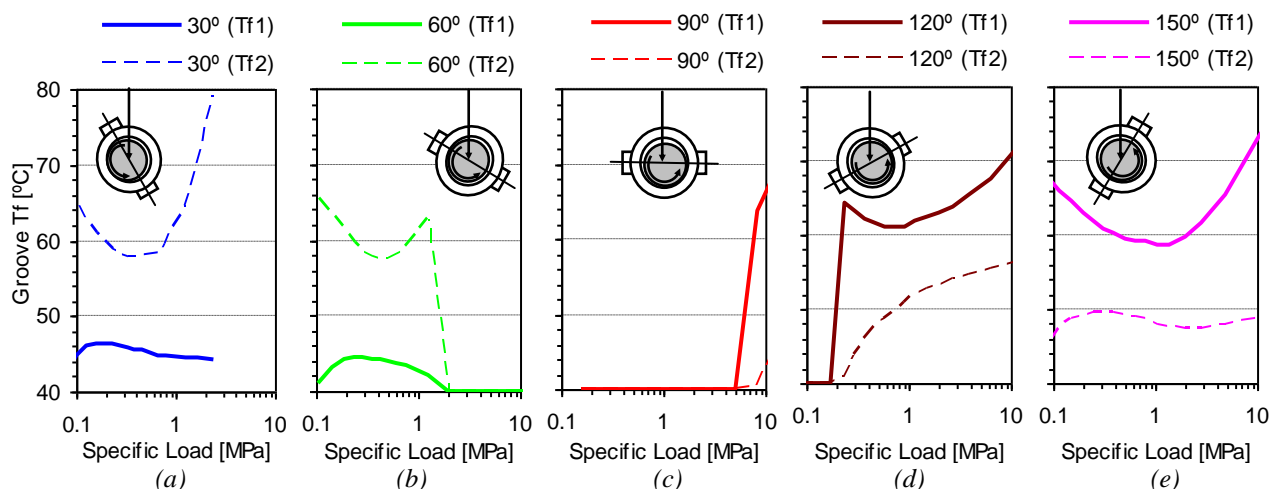 30º (Tf1) 60º (Tf1) 90º (Tf1) 120º (Tf1) 150º (Tf1)
30º (Tf2) 60º (Tf2) 90º (Tf2) 120º (Tf2) 150º (Tf2)
80
70
60
50
40
Groove Tf [ºC]
0.1 1 10 0.1 1 10 0.1 1 10 0.1 1 10 0.1 1 10
Specific Load [MPa] Specific Load [MPa] Specific Load [MPa] Specific Load [MPa] Specific Load [MPa]
(a) (b) (c) (d) (e)